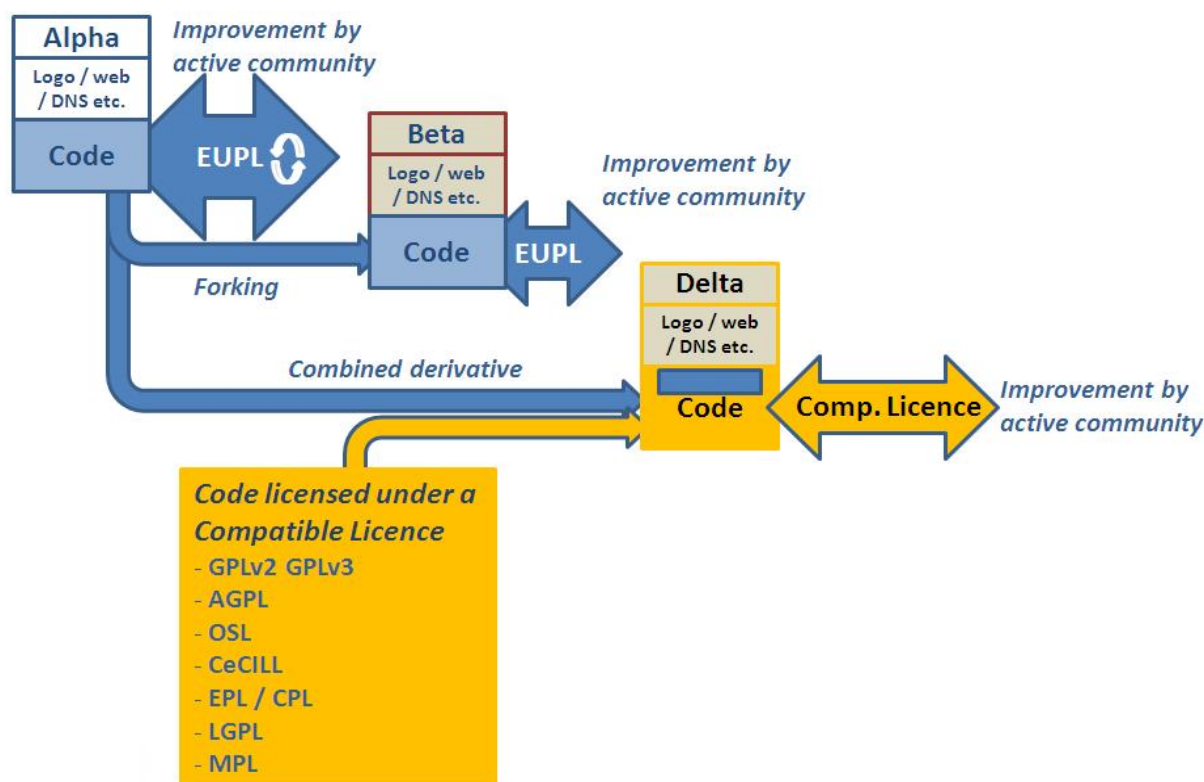 Alpha
Logo / web
/ DNS etc.
Code
Improvement by
active community
EUPL
Beta
Logo / web
/ DNS etc.
Code
EUPL
Improvement by
active community
Forking
Delta
Logo / web
/ DNS etc.
Code
Combined derivative
Comp. Licence
Improvement by
active community
Code licensed under a
Compatible Licence
- GPLv2 GPLv3
- AGPL
- OSL
- CeCILL
- EPL / CPL
- LGPL
- MPL